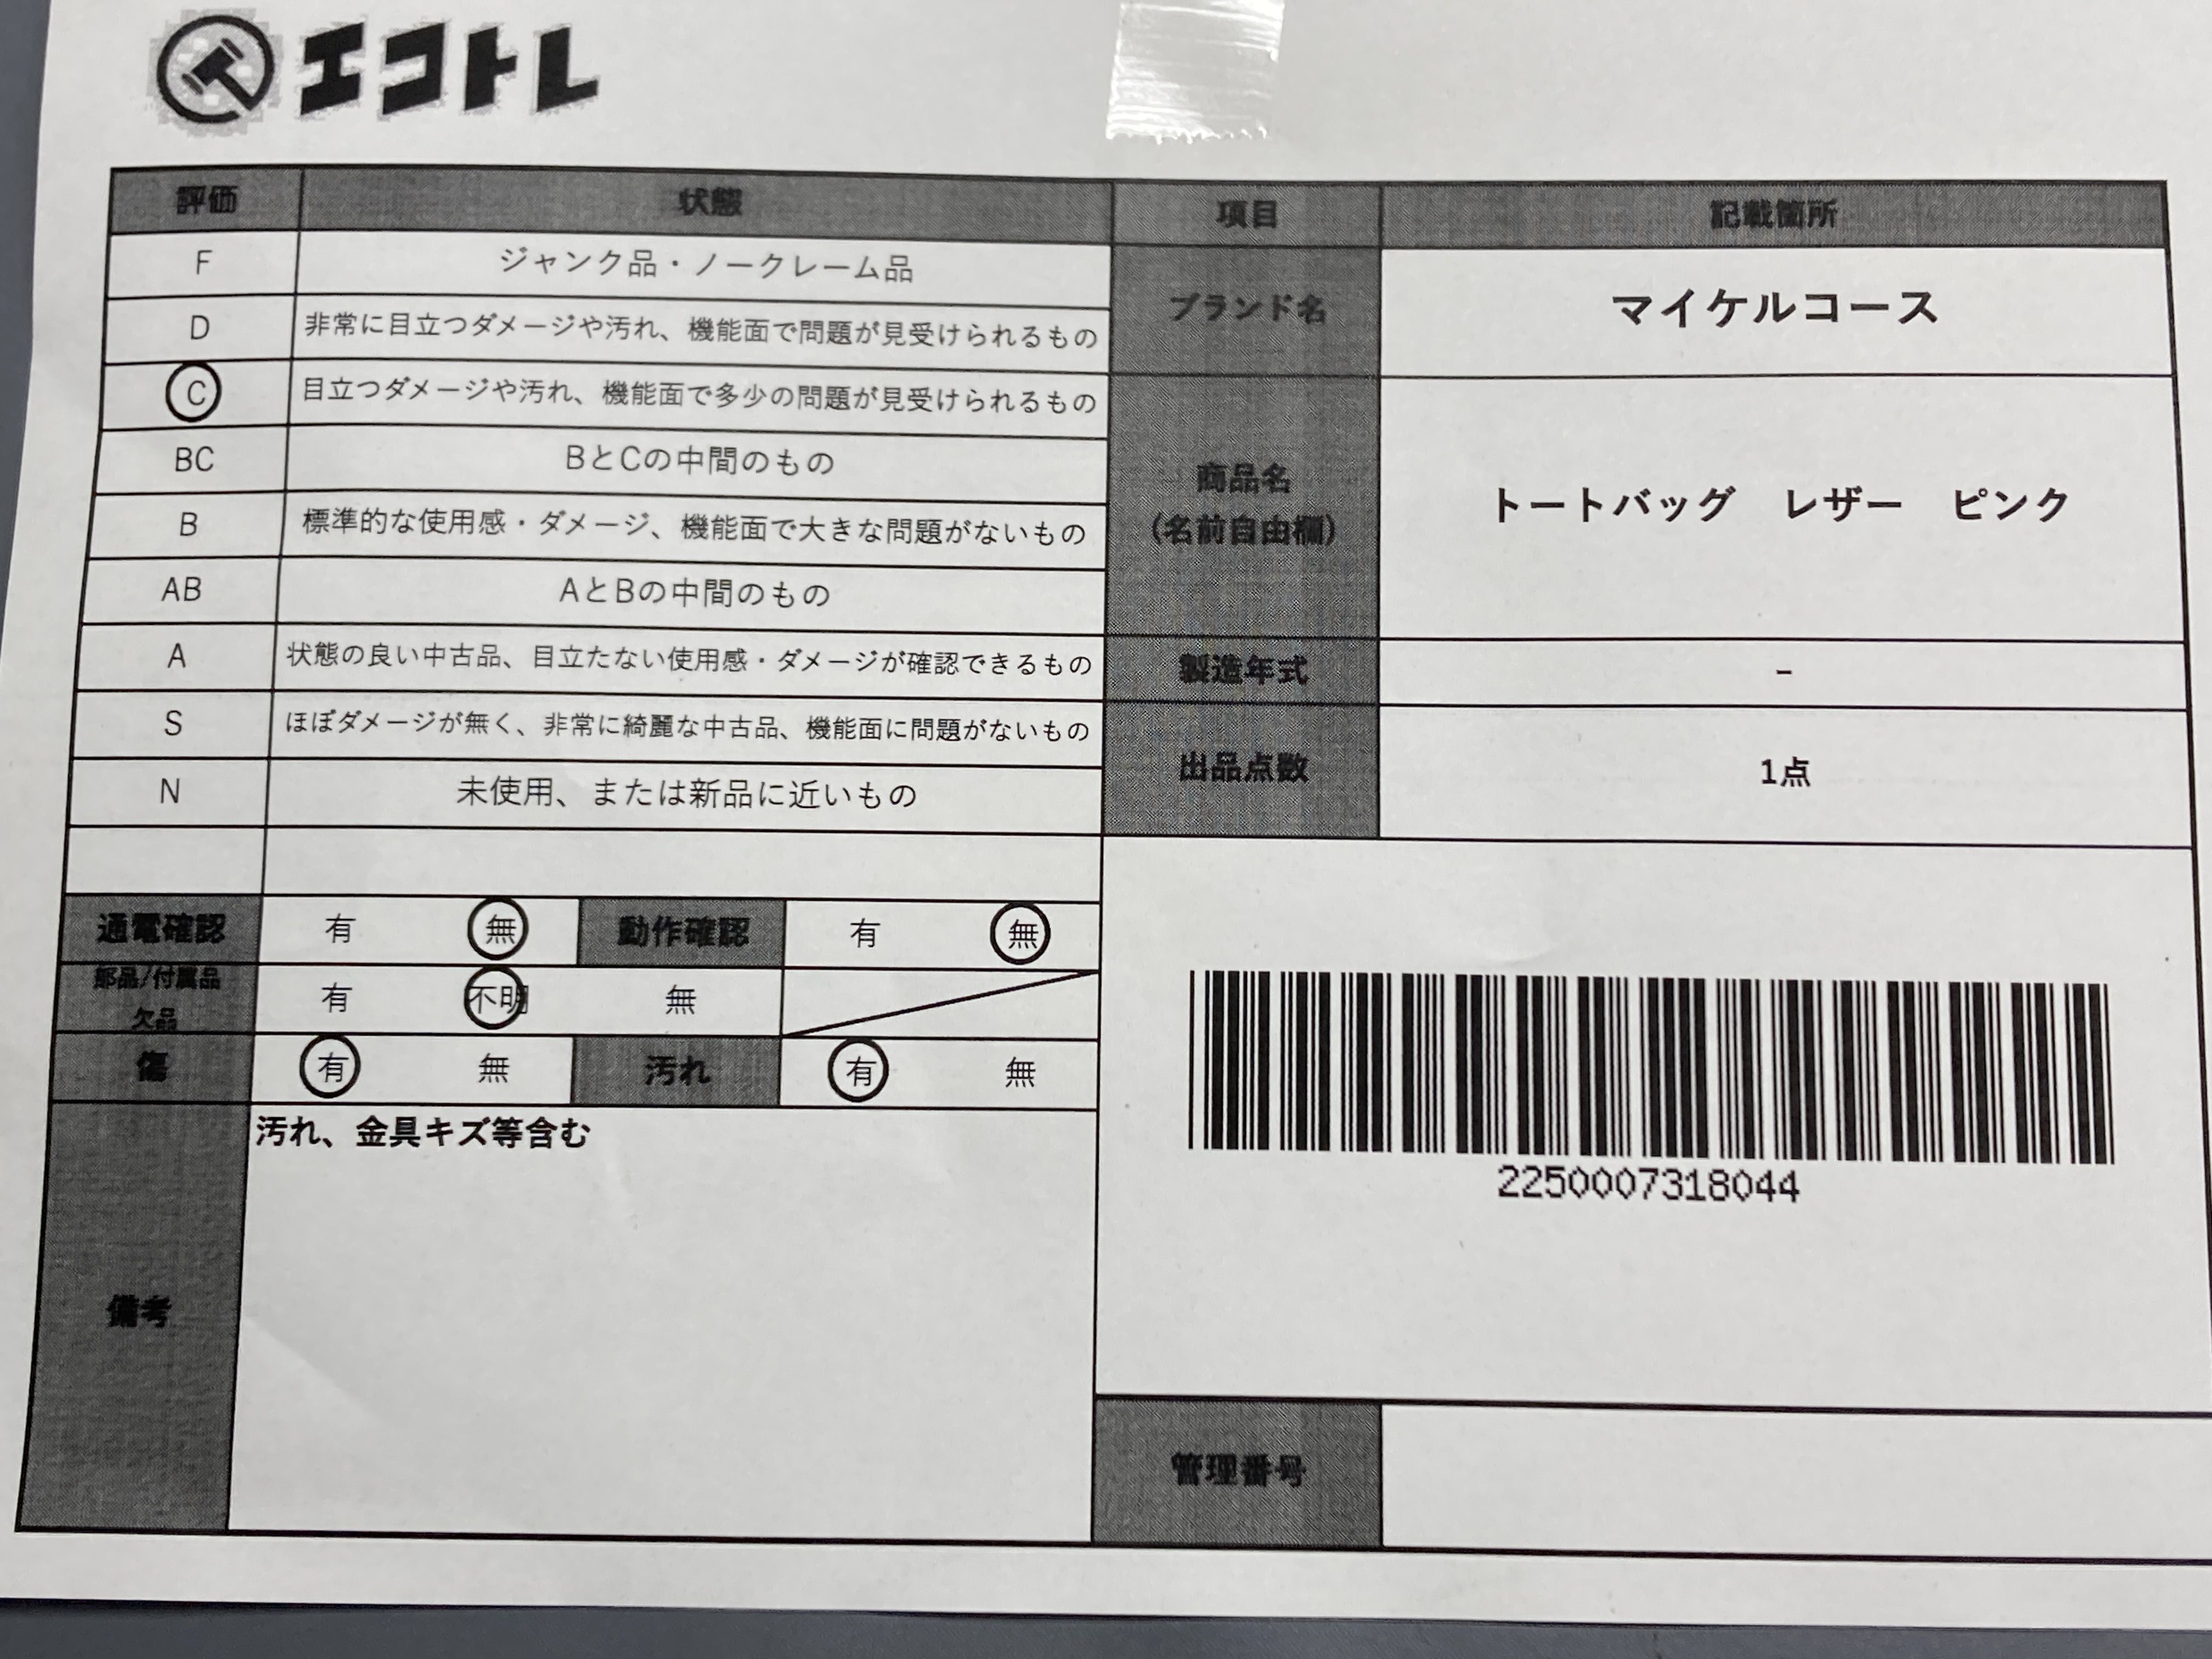 エコトレ
評価 状態
F ジャンク品・ノークレーム品
D 非常に目立つダメージや汚れ、機能面で問題が見受けられるもの
C 目立つダメージや汚れ、機能面で多少の問題が見受けられるもの
BC BとCの中間のもの
B 標準的な使用感・ダメージ、機能面で大きな問題がないもの
AB AとBの中間のもの
A 状態の良い中古品、目立たない使用感・ダメージが確認できるもの
S ほぼダメージが無く、非常に綺麗な中古品、機能面に問題がないもの
N 未使用、または新品に近いもの
通電確認 有 無 動作確認 有 無
部品/付属品
欠品 有 不明 無
傷 有 無 汚れ 有 無
備考 汚れ、金具キズ等含む
項目 記載箇所
ブランド名 マイケルコース
商品名
(名前自由欄) トートバッグ レザー ピンク
製造年式 -
出品点数 1点
2250007318044
管理番号